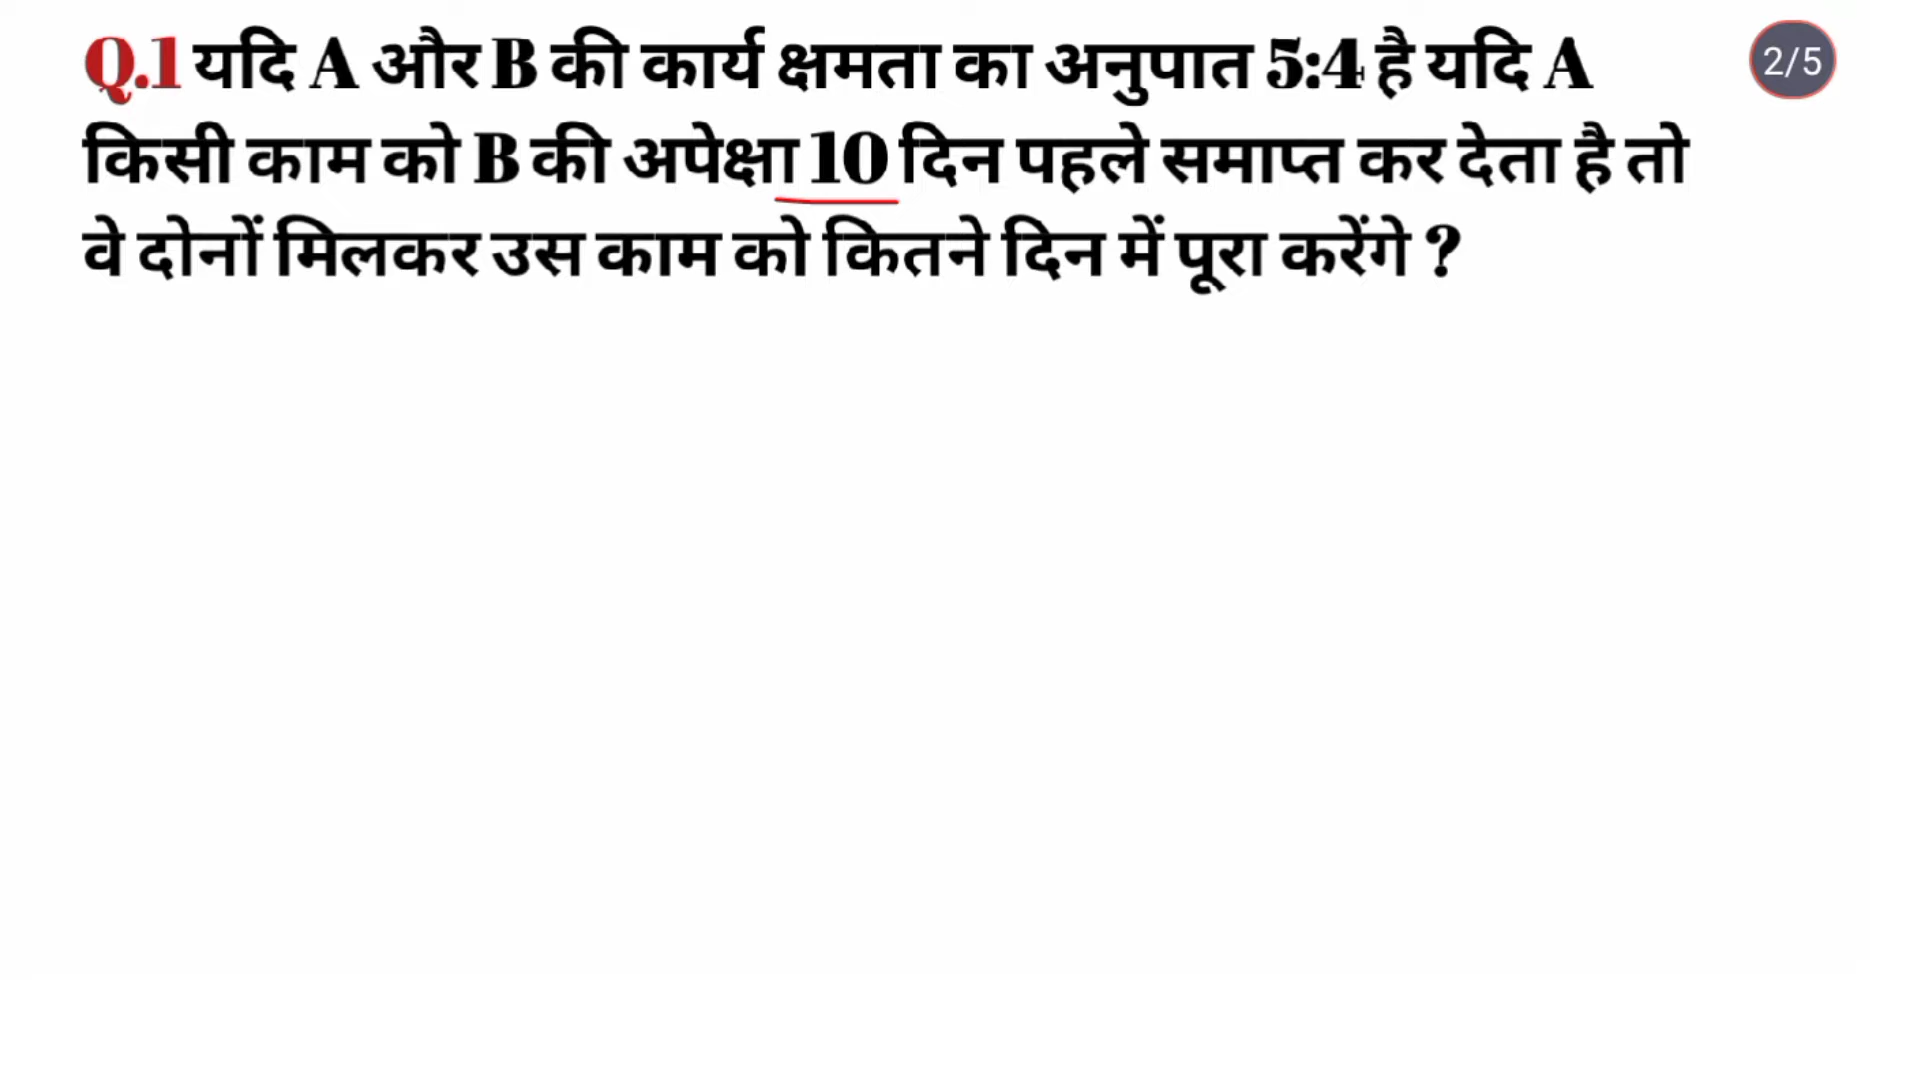 Q.1 यदि A और B की कार्य क्षमता का अनुपात 5:4 है यदि A
2/5
किसी काम को B की अपेक्षा 10 दिन पहले समाप्त कर देता है तो
वे दोनों मिलकर उस काम को कितने दिन में पूरा करेंगे ?